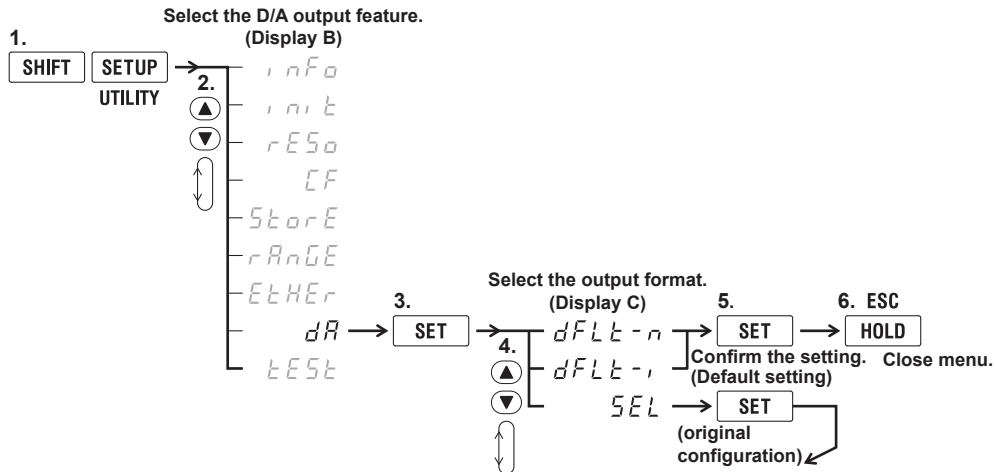 Select the D/A output feature.
(Display B)
1.
SHIFT SETUP
UTILITY
2.
inFo
init
rESo
CF
StorE
rAnGE
EtHEr
dA
tESt
3.
SET
Select the output format.
(Display C)
4.
dFLt-n
dFLt-i
SEL
5.
SET
Confirm the setting.
(Default setting)
6. ESC
HOLD
Close menu.
SET
(original
configuration)